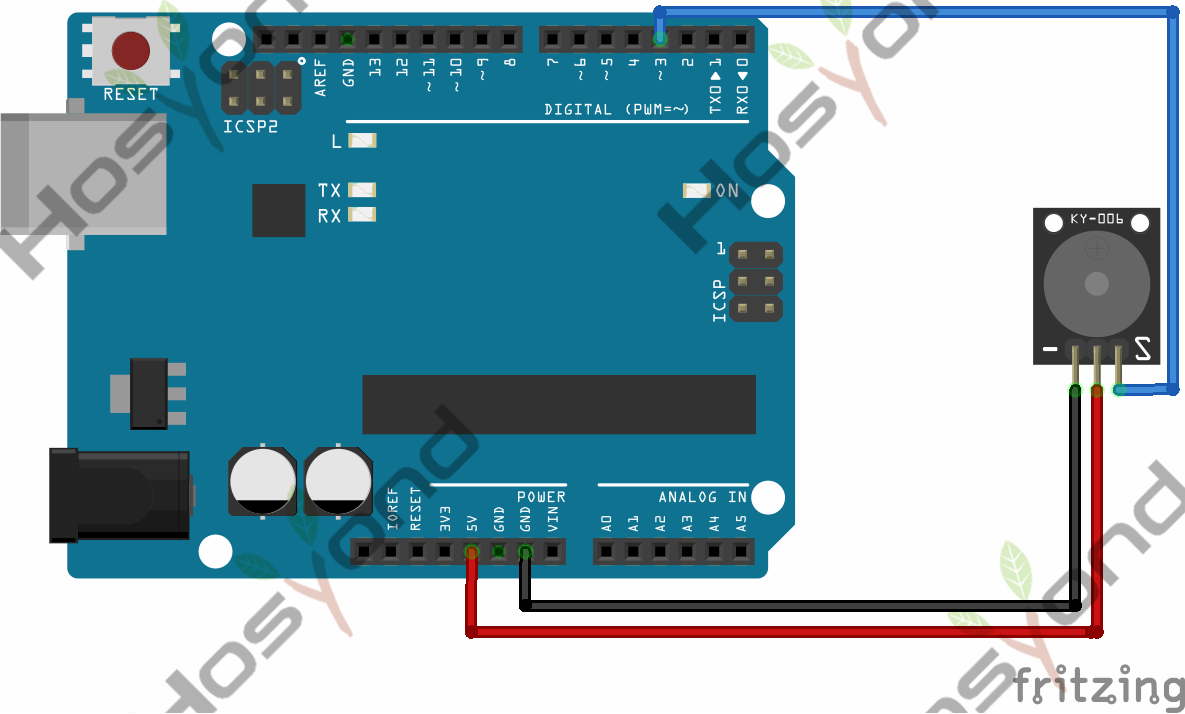 RESET
ICSP2
AREF
GND
13
12
~11
~10
~9
8
7
~6
~5
4
~3
2
TX0 ▶ 1
RX0 ◀ 0
DIGITAL (PWM=~)
L
TX
RX
ON
1
ICSP
KY-006
- S
IOREF
RESET
3V3
5V
GND
GND
VIN
POWER
A0
A1
A2
A3
A4
A5
ANALOG IN
HosYond
HosYond
HosYond
HosYond
fritzing